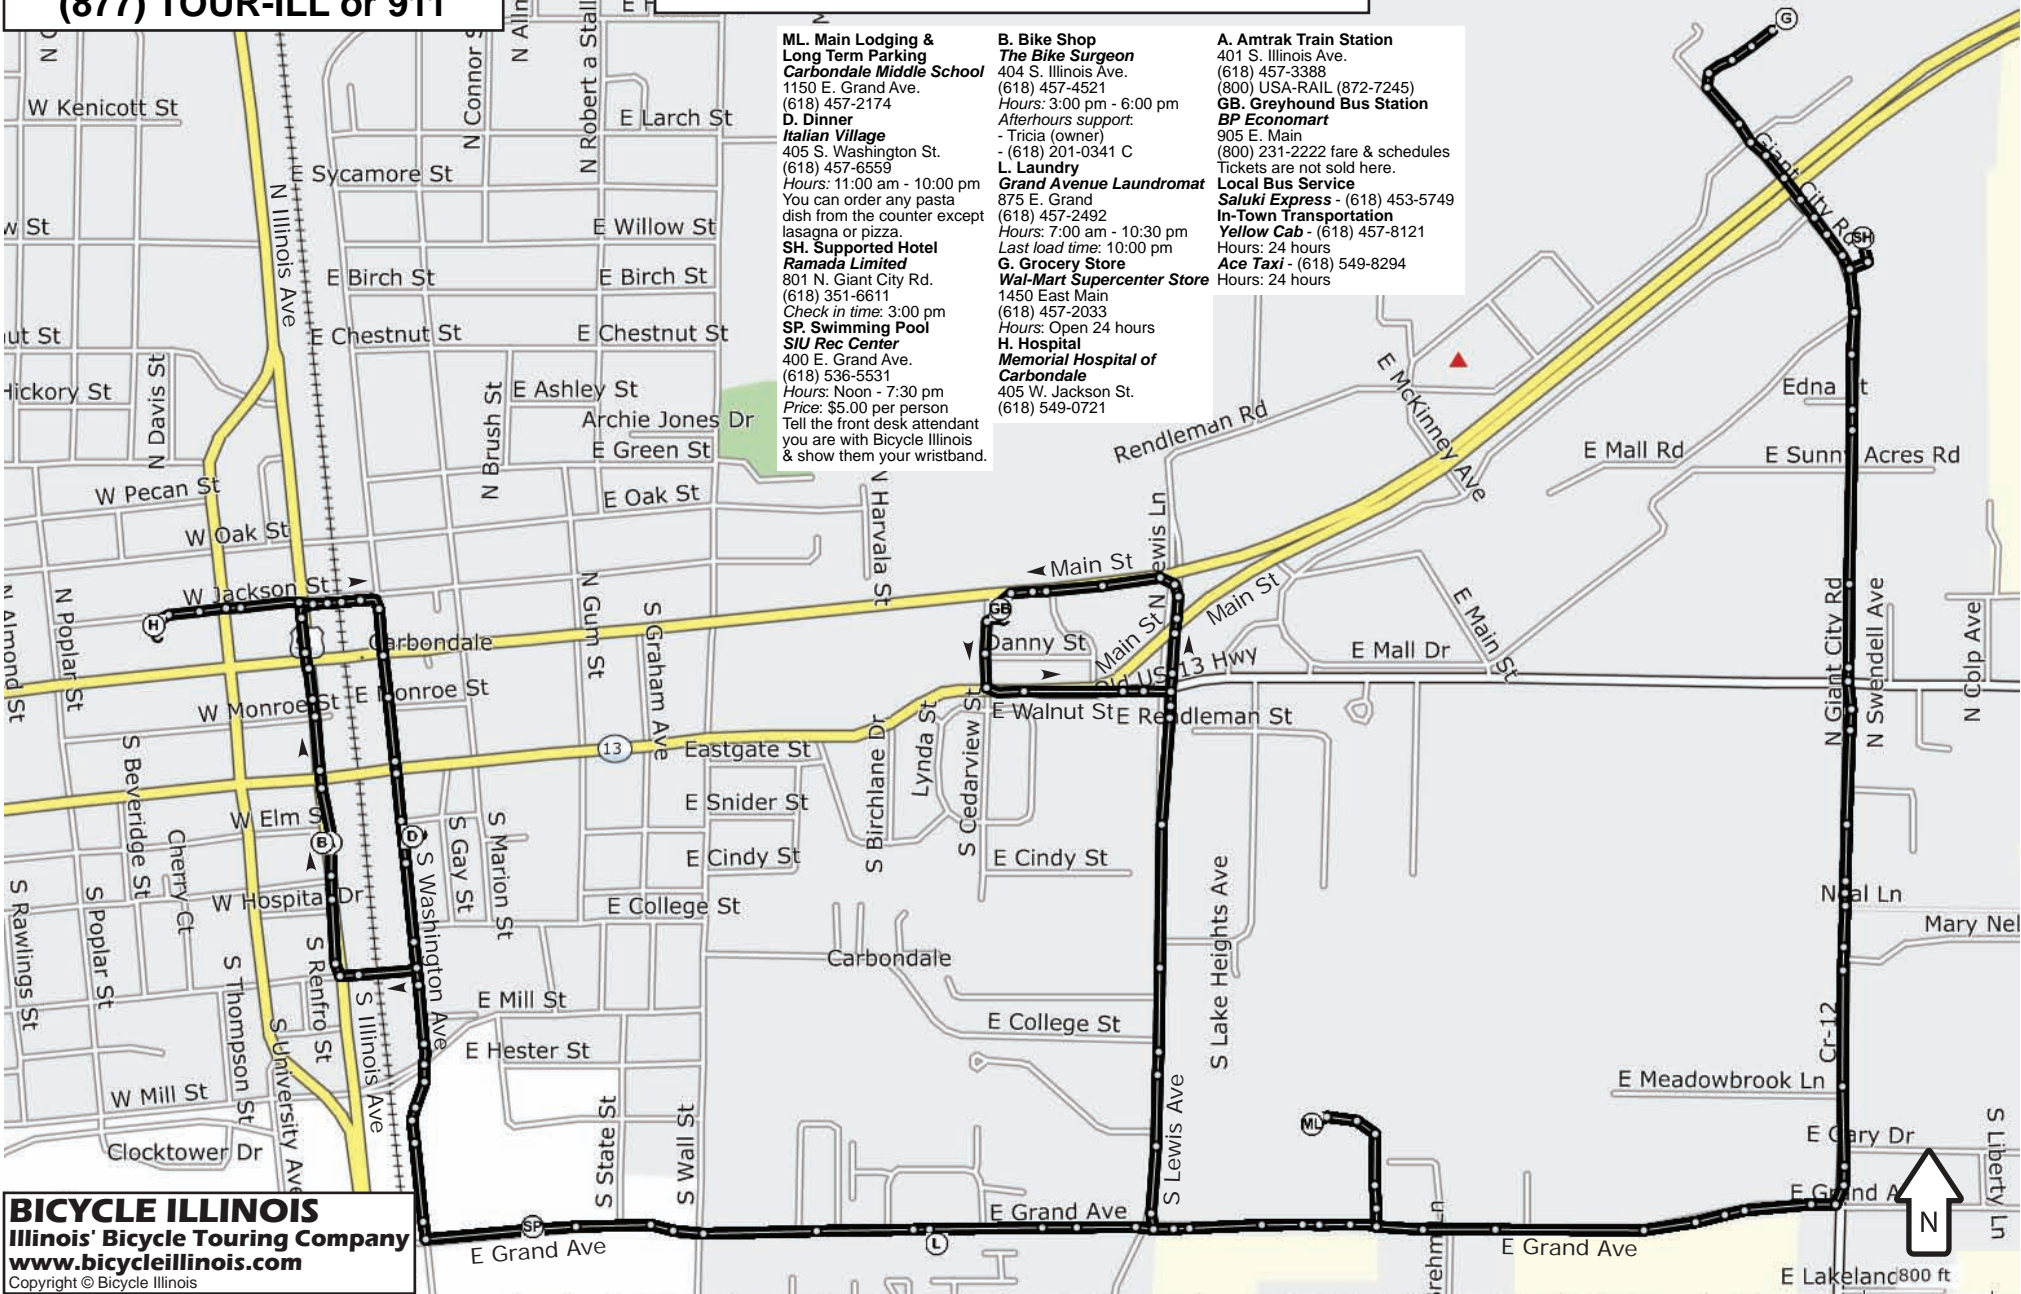 (877) TOUR-ILL or 911
ML. Main Lodging &
Long Term Parking
Carbondale Middle School
1150 E. Grand Ave.
(618) 457-2174
D. Dinner
Italian Village
405 S. Washington St.
(618) 457-6559
Hours: 11:00 am - 10:00 pm
You can order any pasta
dish from the counter except
lasagna or pizza.
SH. Supported Hotel
Ramada Limited
801 N. Giant City Rd.
(618) 351-6611
Check in time: 3:00 pm
SP. Swimming Pool
SIU Rec Center
400 E. Grand Ave.
(618) 536-5531
Hours: Noon - 7:30 pm
Price: $5.00 per person
Tell the front desk attendant
you are with Bicycle Illinois
& show them your wristband.
B. Bike Shop
The Bike Surgeon
404 S. Illinois Ave.
(618) 457-4521
Hours: 3:00 pm - 6:00 pm
Afterhours support:
- Tricia (owner)
- (618) 201-0341 C
L. Laundry
Grand Avenue Laundromat
875 E. Grand
(618) 457-2492
Hours: 7:00 am - 10:30 pm
Last load time: 10:00 pm
G. Grocery Store
Wal-Mart Supercenter Store
1450 East Main
(618) 457-2033
Hours: Open 24 hours
H. Hospital
Memorial Hospital of
Carbondale
405 W. Jackson St.
(618) 549-0721
A. Amtrak Train Station
401 S. Illinois Ave.
(618) 457-3388
(800) USA-RAIL (872-7245)
GB. Greyhound Bus Station
BP Economart
905 E. Main
(800) 231-2222 fare & schedules
Tickets are not sold here.
Local Bus Service
Saluki Express - (618) 453-5749
In-Town Transportation
Yellow Cab - (618) 457-8121
Hours: 24 hours
Ace Taxi - (618) 549-8294
Hours: 24 hours
W Kenicott St
N Connor S
N Robert a Stall
E Larch St
E Sycamore St
N Illinois Ave
E Willow St
w St
E Birch St
E Birch St
E Chestnut St
E Chestnut St
ut St
Hickory St
N Davis St
N Brush St
E Ashley St
Archie Jones Dr
E Green St
W Pecan St
E Oak St
W Oak St
N Harvala St
W Jackson St
H
N Almond St
N Poplar St
Carbondale
N Gum St
S Graham Ave
W Monroe St
E Monroe St
13
Eastgate St
S Beveridge St
Cherry Ct
W Elm S
E Snider St
B
D
S Gay St
S Marion St
S Washington Ave
E Cindy St
W Hospital Dr
E College St
S Rawlings St
S Poplar St
S Thompson St
S Renfro St
S University Ave
S Illinois Ave
E Mill St
E Hester St
W Mill St
Clocktower Dr
S State St
S Wall St
G
Giant City Rd
SH
E McKinney Ave
Rendleman Rd
Edna St
E Mall Rd
E Sunny Acres Rd
N Lewis Ln
Main St
GB
Danny St
Main St
Main St
Old US 13 Hwy
E Walnut St
E Rendleman St
E Mall Dr
E Main St
N Giant City Rd
N Swendell Ave
N Colp Ave
S Birchlane Dr
Lynda St
S Cedarview St
E Cindy St
S Lake Heights Ave
Neal Ln
Mary Nel
Carbondale
E College St
Cr-12
E Meadowbrook Ln
S Lewis Ave
ML
E Gary Dr
S Liberty Ln
E Grand A
SP
E Grand Ave
L
E Grand Ave
E Grand Ave
N
E Lakeland
800 ft
BICYCLE ILLINOIS
Illinois' Bicycle Touring Company
www.bicycleillinois.com
Copyright © Bicycle Illinois